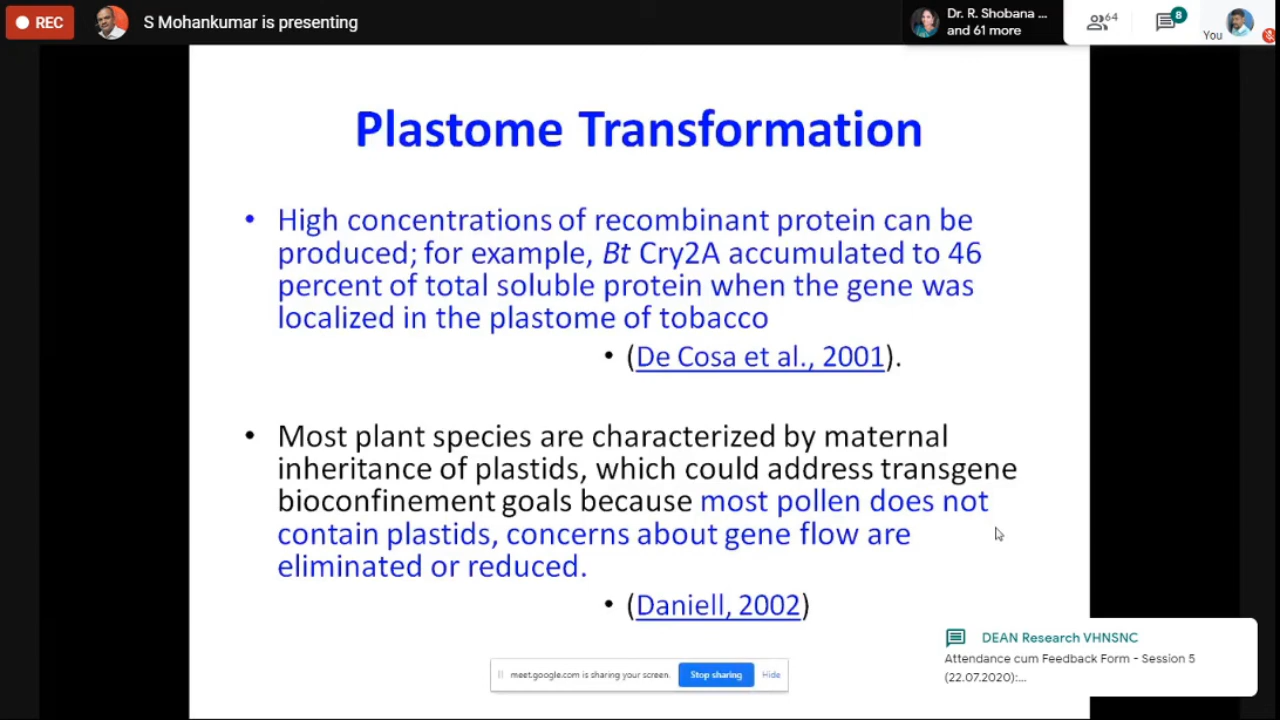 REC
S Mohankumar is presenting
Dr. R. Shobana ...
and 61 more
64
8
You
Plastome Transformation
• High concentrations of recombinant protein can be
produced; for example, Bt Cry2A accumulated to 46
percent of total soluble protein when the gene was
localized in the plastome of tobacco
• (De Cosa et al., 2001).
• Most plant species are characterized by maternal
inheritance of plastids, which could address transgene
bioconfinement goals because most pollen does not
contain plastids, concerns about gene flow are
eliminated or reduced.
• (Daniell, 2002)
DEAN Research VHNSNC
Attendance cum Feedback Form - Session 5
(22.07.2020):...
meet.google.com is sharing your screen.
Stop sharing
Hide